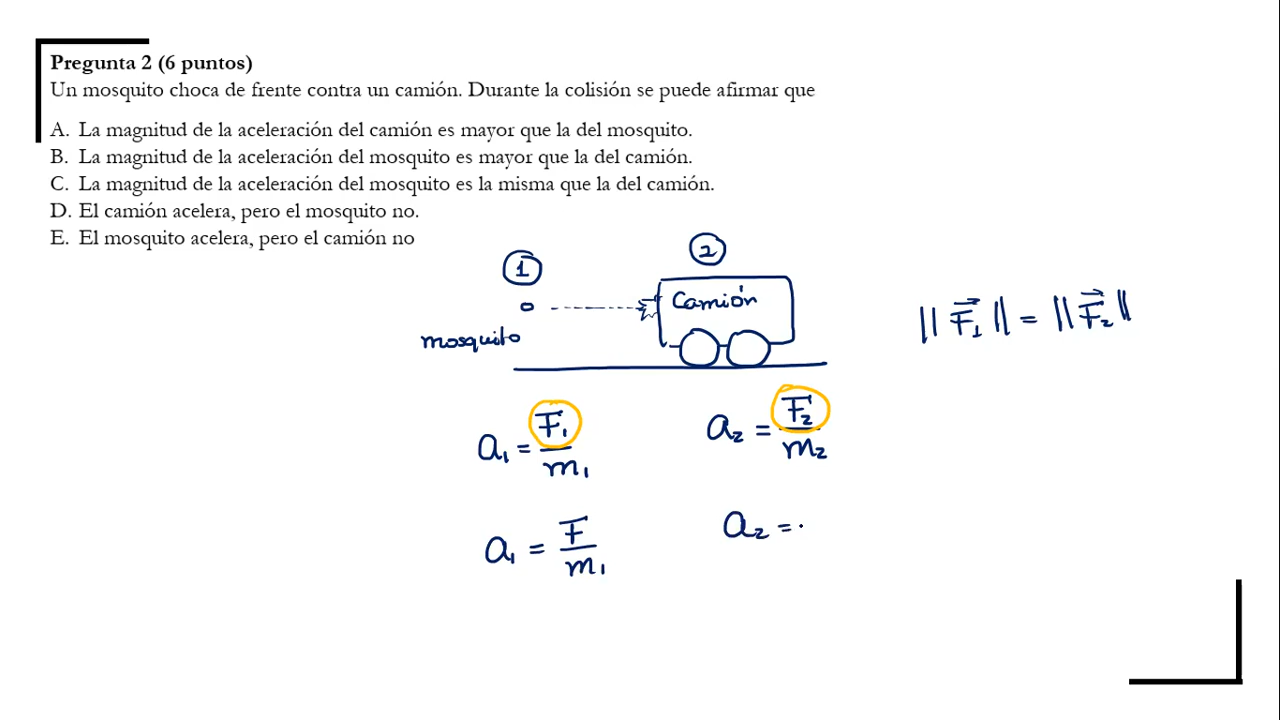 Pregunta 2 (6 puntos)
Un mosquito choca de frente contra un camión. Durante la colisión se puede afirmar que
A. La magnitud de la aceleración del camión es mayor que la del mosquito.
B. La magnitud de la aceleración del mosquito es mayor que la del camión.
C. La magnitud de la aceleración del mosquito es la misma que la del camión.
D. El camión acelera, pero el mosquito no.
E. El mosquito acelera, pero el camión no
1
2
Camión
mosquito
||F⃗₁|| = ||F⃗₂||
a₁ = F₁/m₁
a₂ = F₂/m₂
a₁ = F/m₁
a₂ =